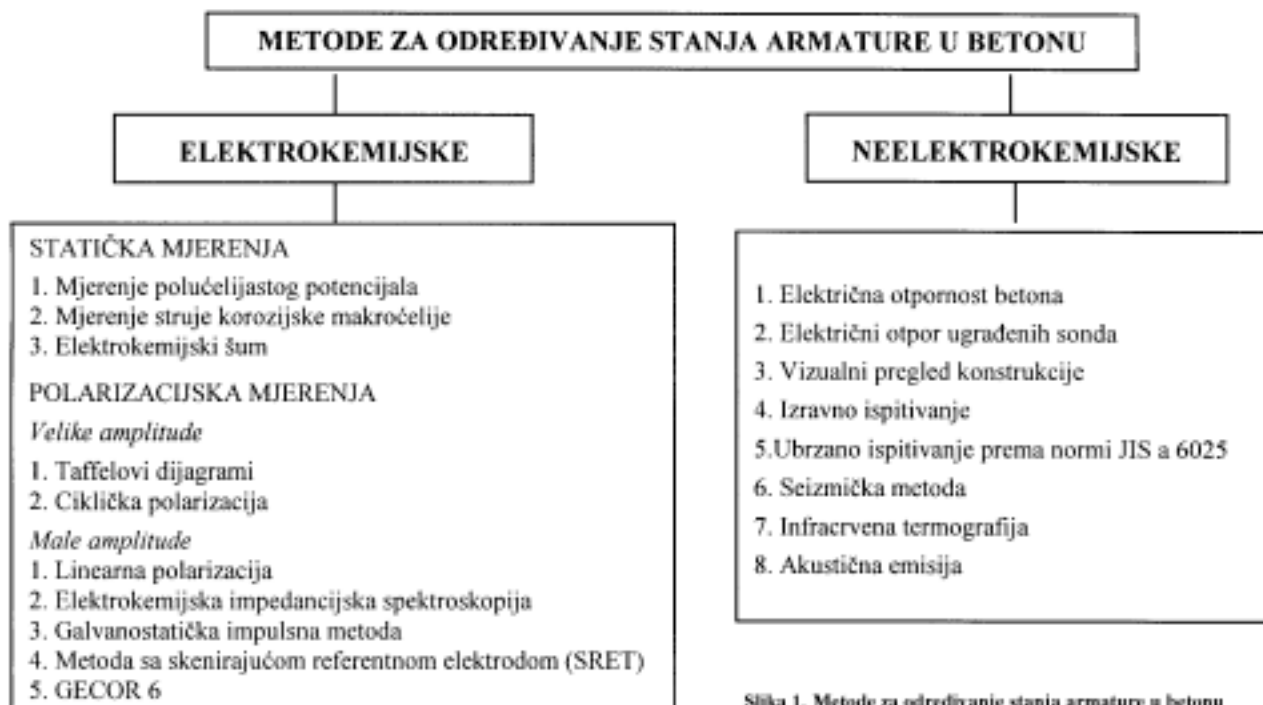 METODE ZA ODREĐIVANJE STANJA ARMATURE U BETONU
ELEKTROKEMIJSKE
STATIČKA MJERENJA
1. Mjerenje polućelijastog potencijala
2. Mjerenje struje korozijske makroćelije
3. Elektrokemijski šum
POLARIZACIJSKA MJERENJA
Velike amplitude
1. Taffelovi dijagrami
2. Ciklička polarizacija
Male amplitude
1. Linearna polarizacija
2. Elektrokemijska impedancijska spektroskopija
3. Galvanostatička impulsna metoda
4. Metoda sa skenirajućom referentnom elektrodom (SRET)
5. GECOR 6
NEELEKTROKEMIJSKE
1. Električna otpornost betona
2. Električni otpor ugrađenih sonda
3. Vizualni pregled konstrukcije
4. Izravno ispitivanje
5.Ubrzano ispitivanje prema normi JIS a 6025
6. Seizmička metoda
7. Infracrvena termografija
8. Akustična emisija
Slika 1. Metode za određivanje stanja armature u betonu